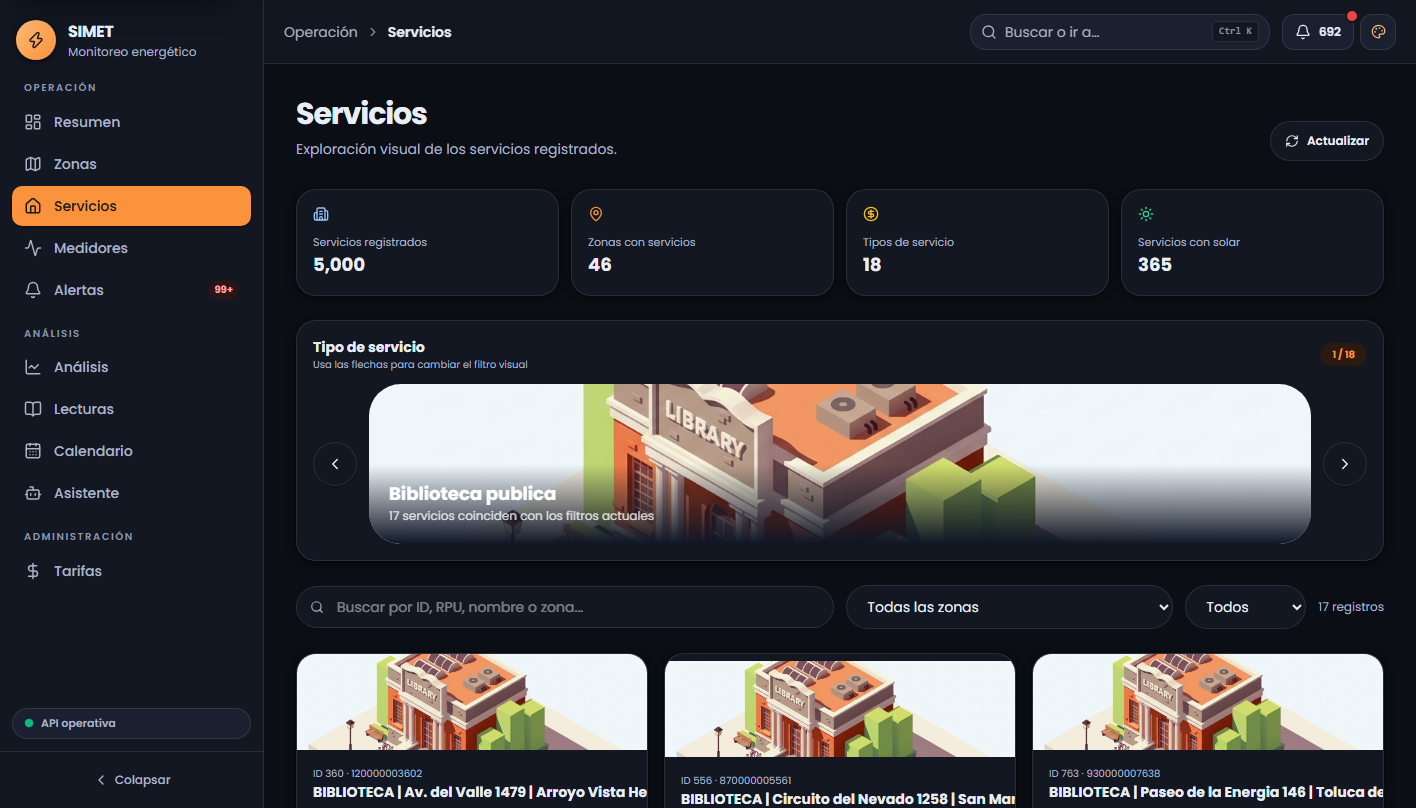 SIMET
Monitoreo energético
OPERACIÓN
Resumen
Zonas
Servicios
Medidores
Alertas 99+
ANÁLISIS
Análisis
Lecturas
Calendario
Asistente
ADMINISTRACIÓN
Tarifas
API operativa
Colapsar
Operación > Servicios
Buscar o ir a... Ctrl K
692
Servicios
Exploración visual de los servicios registrados.
Actualizar
Servicios registrados
5,000
Zonas con servicios
46
Tipos de servicio
18
Servicios con solar
365
Tipo de servicio
Usa las flechas para cambiar el filtro visual
1 / 18
LIBRARY
Biblioteca publica
17 servicios coinciden con los filtros actuales
Buscar por ID, RPU, nombre o zona...
Todas las zonas
Todos
17 registros
LIBRARY
ID 360 · 120000003602
BIBLIOTECA | Av. del Valle 1479 | Arroyo Vista He
LIBRARY
ID 556 · 870000005561
BIBLIOTECA | Circuito del Nevado 1258 | San Mar
LIBRARY
ID 763 · 930000007638
BIBLIOTECA | Paseo de la Energia 146 | Toluca de